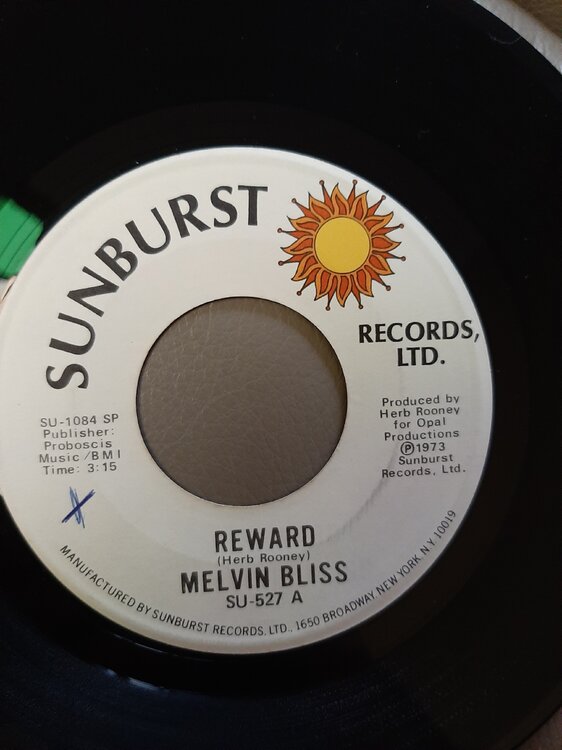 SUNBURST
RECORDS,
LTD.
SU-1084 SP
Publisher:
Proboscis
Music/BMI
Time: 3:15
Produced by
Herb Rooney
for Opal
Productions
Ⓟ1973
Sunburst
Records, Ltd.
REWARD
(Herb Rooney)
MELVIN BLISS
SU-527 A
MANUFACTURED BY SUNBURST RECORDS. LTD., 1650 BROADWAY, NEW YORK, N.Y. 10019